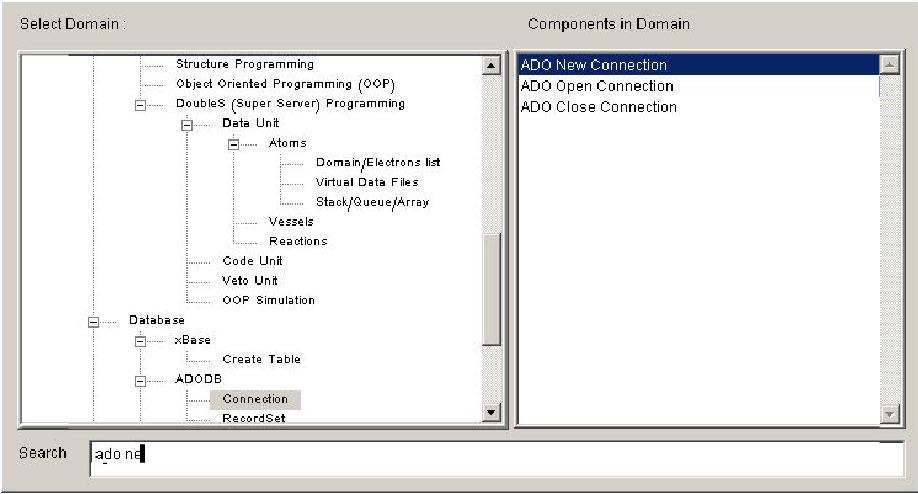 Select Domain :
Structure Programming
Object Oriented Programming (OOP)
DoubleS (Super Server) Programming
Data Unit
Atoms
Domain/Electrons list
Virtual Data Files
Stack/Queue/Array
Vessels
Reactions
Code Unit
Veto Unit
OOP Simulation
Database
xBase
Create Table
ADODB
Connection
RecordSet
Components in Domain
ADO New Connection
ADO Open Connection
ADO Close Connection
Search
ado ne